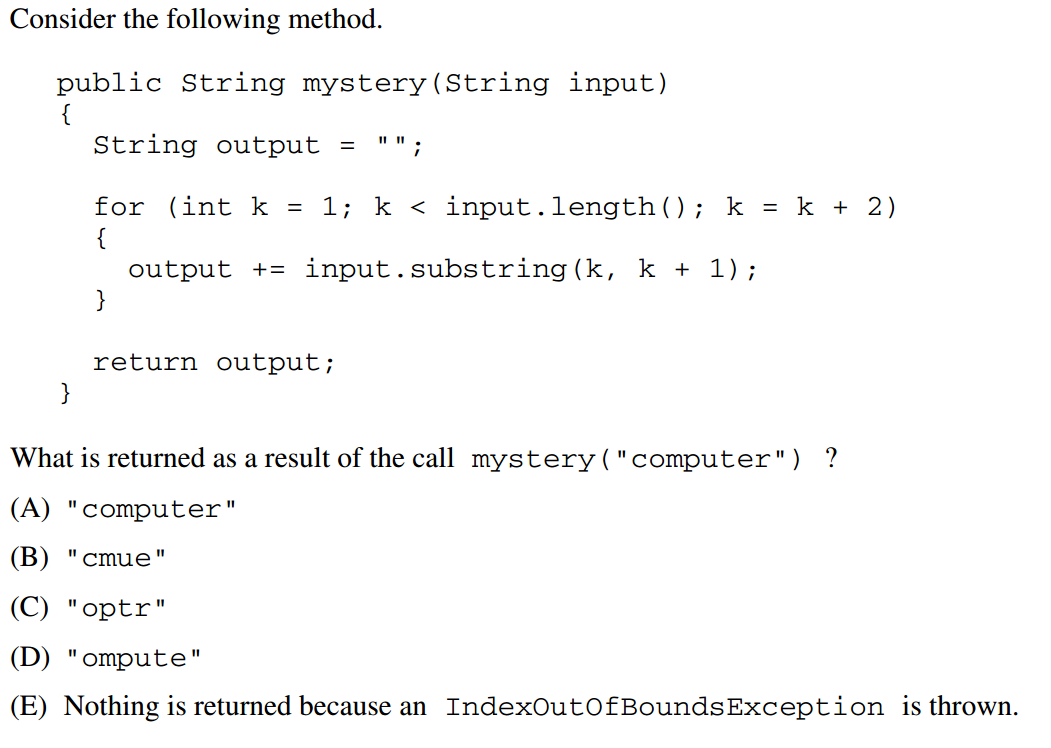 Consider the following method.
public String mystery(String input)
{
String output = "";
for (int k = 1; k < input.length(); k = k + 2)
{
output += input.substring(k, k + 1);
}
return output;
}
What is returned as a result of the call mystery("computer") ?
(A) "computer"
(B) "cmue"
(C) "optr"
(D) "ompute"
(E) Nothing is returned because an IndexOutOfBoundsException is thrown.